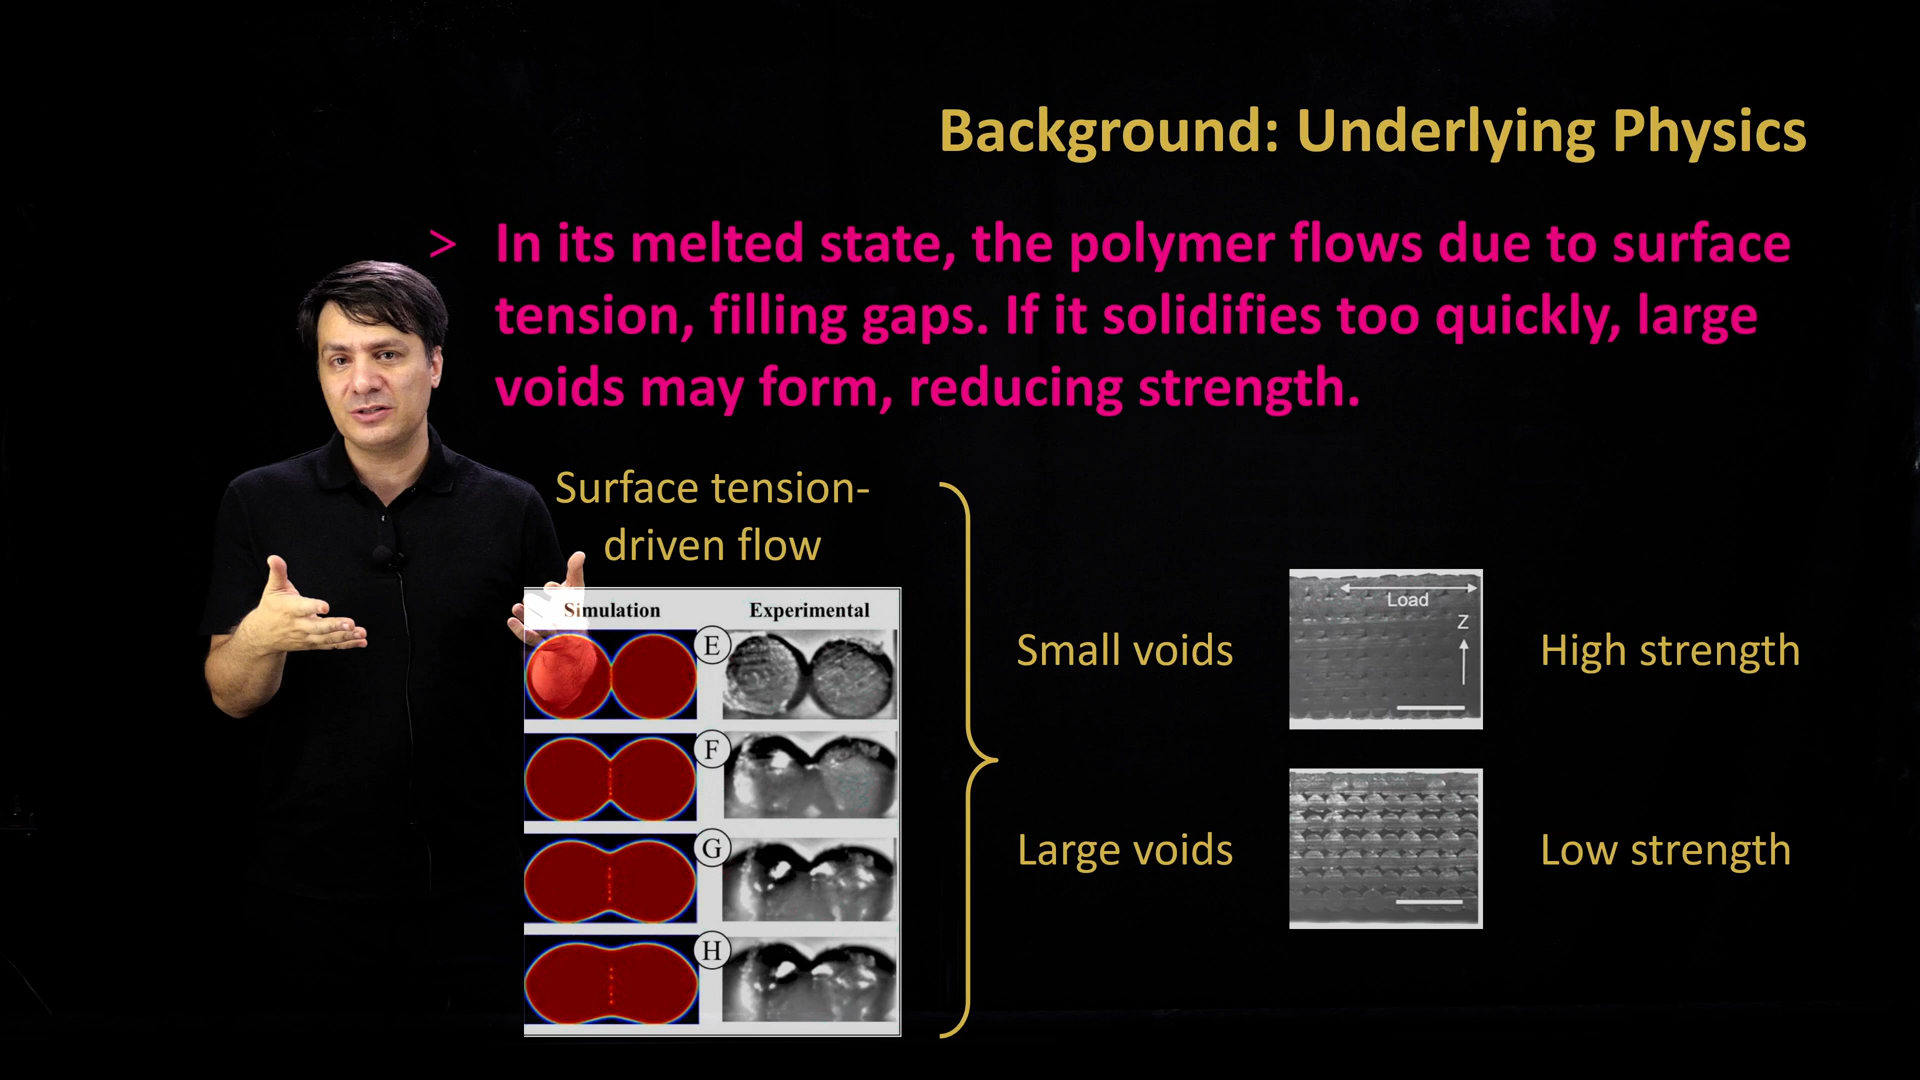 Background: Underlying Physics
> In its melted state, the polymer flows due to surface
tension, filling gaps. If it solidifies too quickly, large
voids may form, reducing strength.
Surface tension-
driven flow
Simulation Experimental
E
F
G
H
Small voids
Load
Z
High strength
Large voids
Low strength